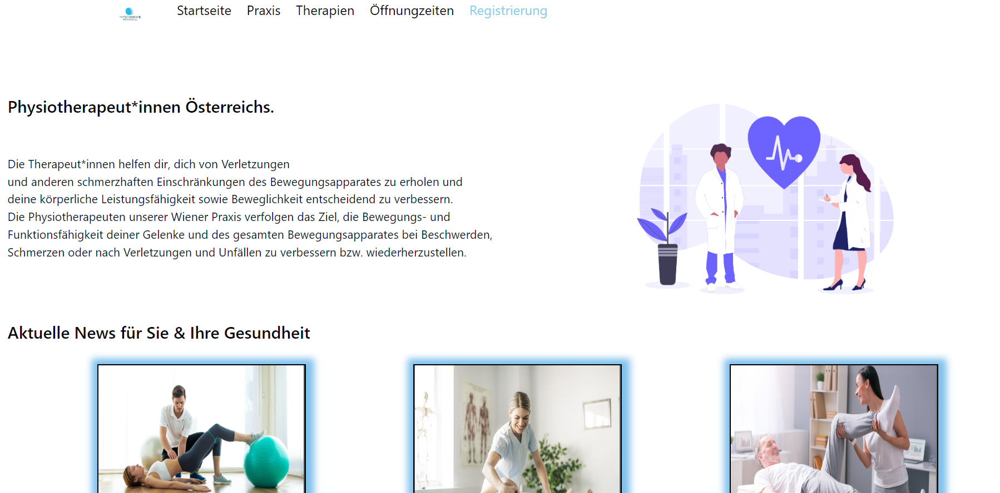 PHYSIOTHERAPIE
Startseite Praxis Therapien Öffnungzeiten Registrierung
Physiotherapeut*innen Österreichs.
Die Therapeut*innen helfen dir, dich von Verletzungen
und anderen schmerzhaften Einschränkungen des Bewegungsapparates zu erholen und
deine körperliche Leistungsfähigkeit sowie Beweglichkeit entscheidend zu verbessern.
Die Physiotherapeuten unserer Wiener Praxis verfolgen das Ziel, die Bewegungs- und
Funktionsfähigkeit deiner Gelenke und des gesamten Bewegungsapparates bei Beschwerden,
Schmerzen oder nach Verletzungen und Unfällen zu verbessern bzw. wiederherzustellen.
Aktuelle News für Sie & Ihre Gesundheit